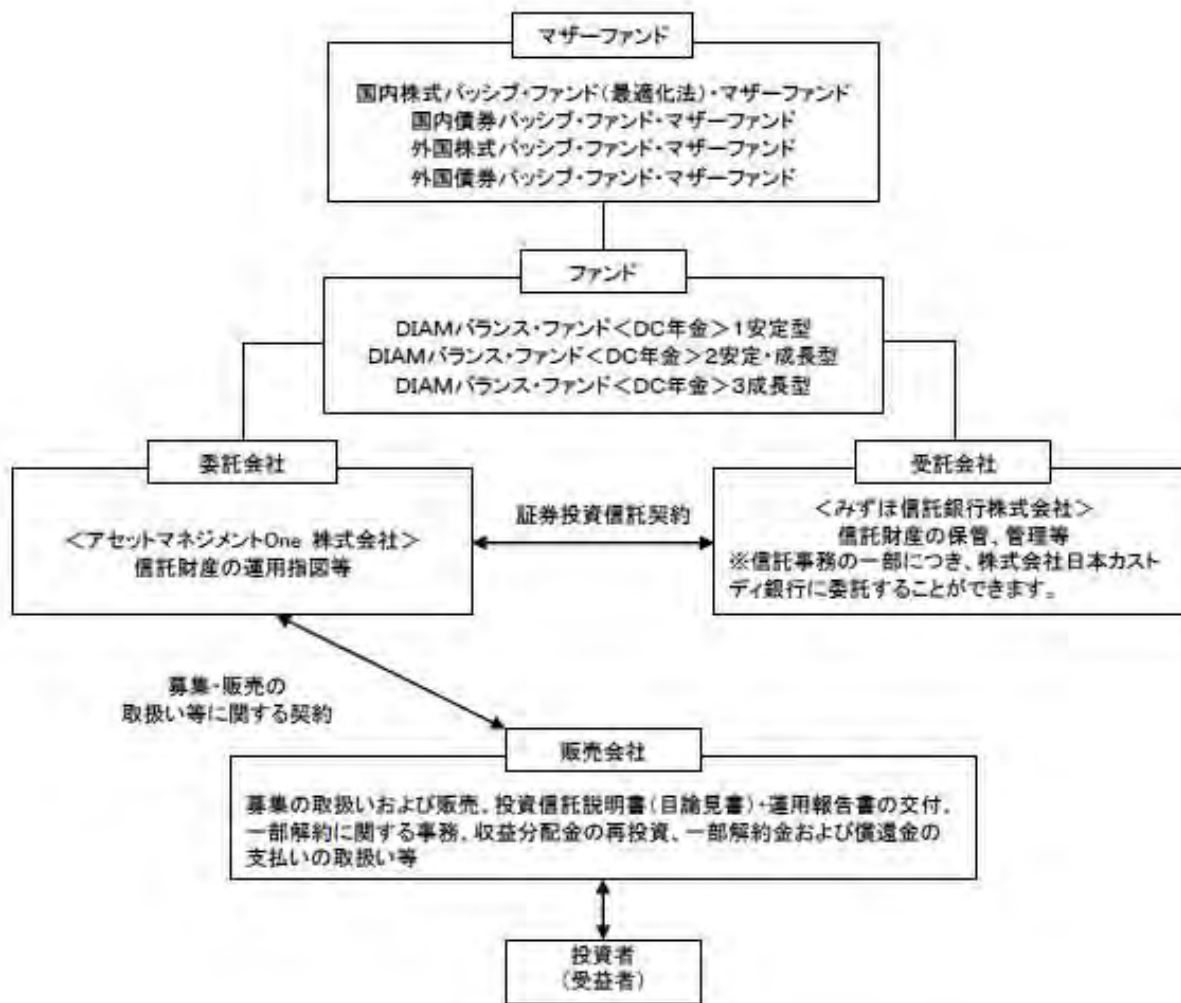 マザーファンド
国内株式パッシブ・ファンド(最適化法)・マザーファンド
国内債券パッシブ・ファンド・マザーファンド
外国株式パッシブ・ファンド・マザーファンド
外国債券パッシブ・ファンド・マザーファンド
ファンド
DIAMバランス・ファンド<DC年金>1安定型
DIAMバランス・ファンド<DC年金>2安定・成長型
DIAMバランス・ファンド<DC年金>3成長型
委託会社
<アセットマネジメントOne 株式会社>
信託財産の運用指図等
証券投資信託契約
受託会社
<みずほ信託銀行株式会社>
信託財産の保管、管理等
※信託事務の一部につき、株式会社日本カスト
ディ銀行に委託することができます。
募集・販売の
取扱い等に関する契約
販売会社
募集の取扱いおよび販売、投資信託説明書(目論見書)・運用報告書の交付、
一部解約に関する事務、収益分配金の再投資、一部解約金および償還金の
支払いの取扱い等
投資者
(受益者)